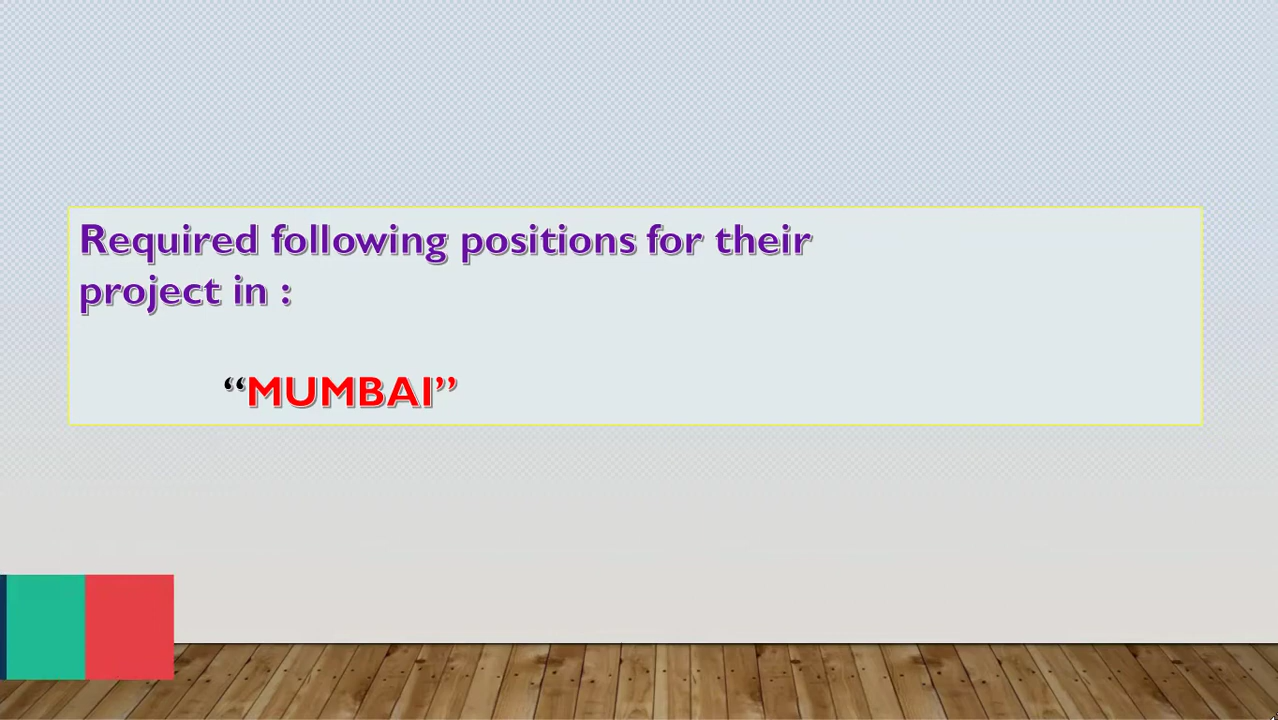 Required following positions for their
project in :
“MUMBAI”